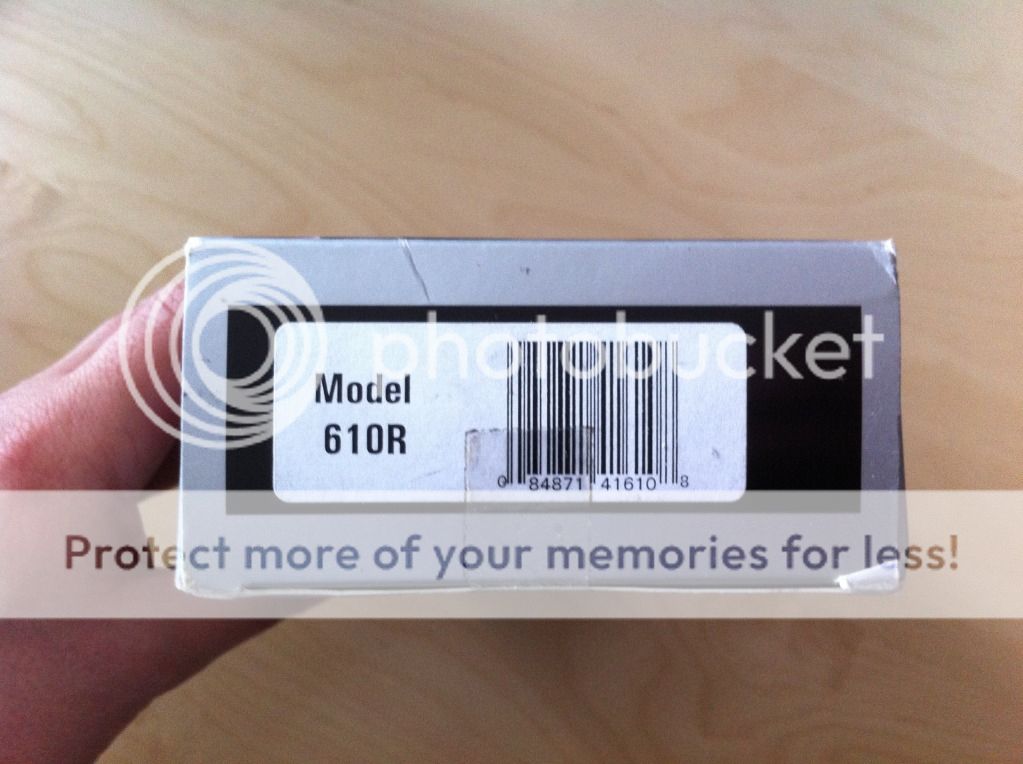 photobucket
Model
610R
0 84871 41610 8
Protect more of your memories for less!